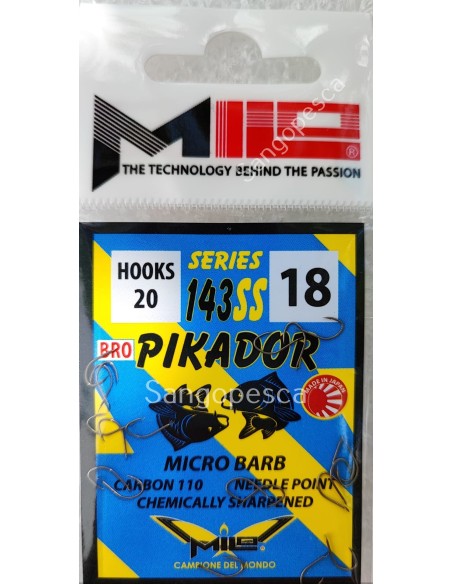 MILO®
Sangopesca
THE TECHNOLOGY BEHIND THE PASSION
HOOKS
20
SERIES
143SS
18
BRO PIKADOR
MADE IN JAPAN
Sangopesca
MICRO BARB
CARBON 110 NEEDLE POINT
CHEMICALLY SHARPENED
MILO®
CAMPIONE DEL MONDO
Sangopesca